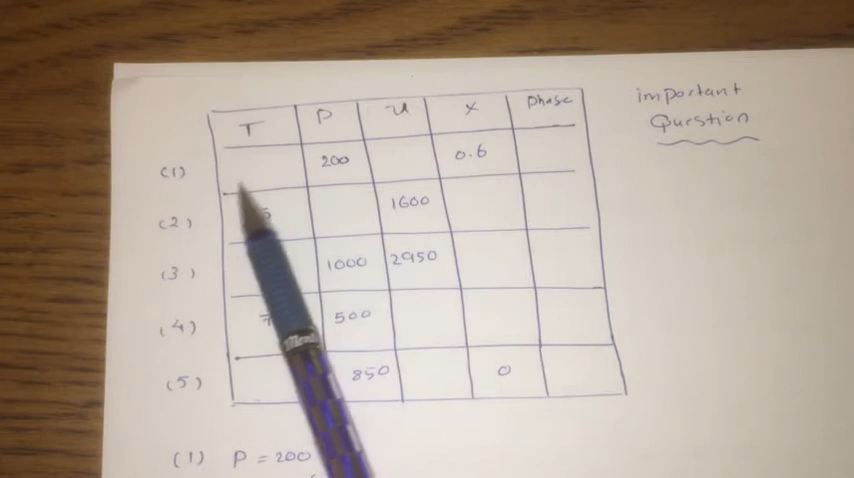 T P u x Phase
(1) 200 0.6
(2) 1600
(3) 1000 2950
(4) 500
(5) 850 0
important
Question
(1) P = 200